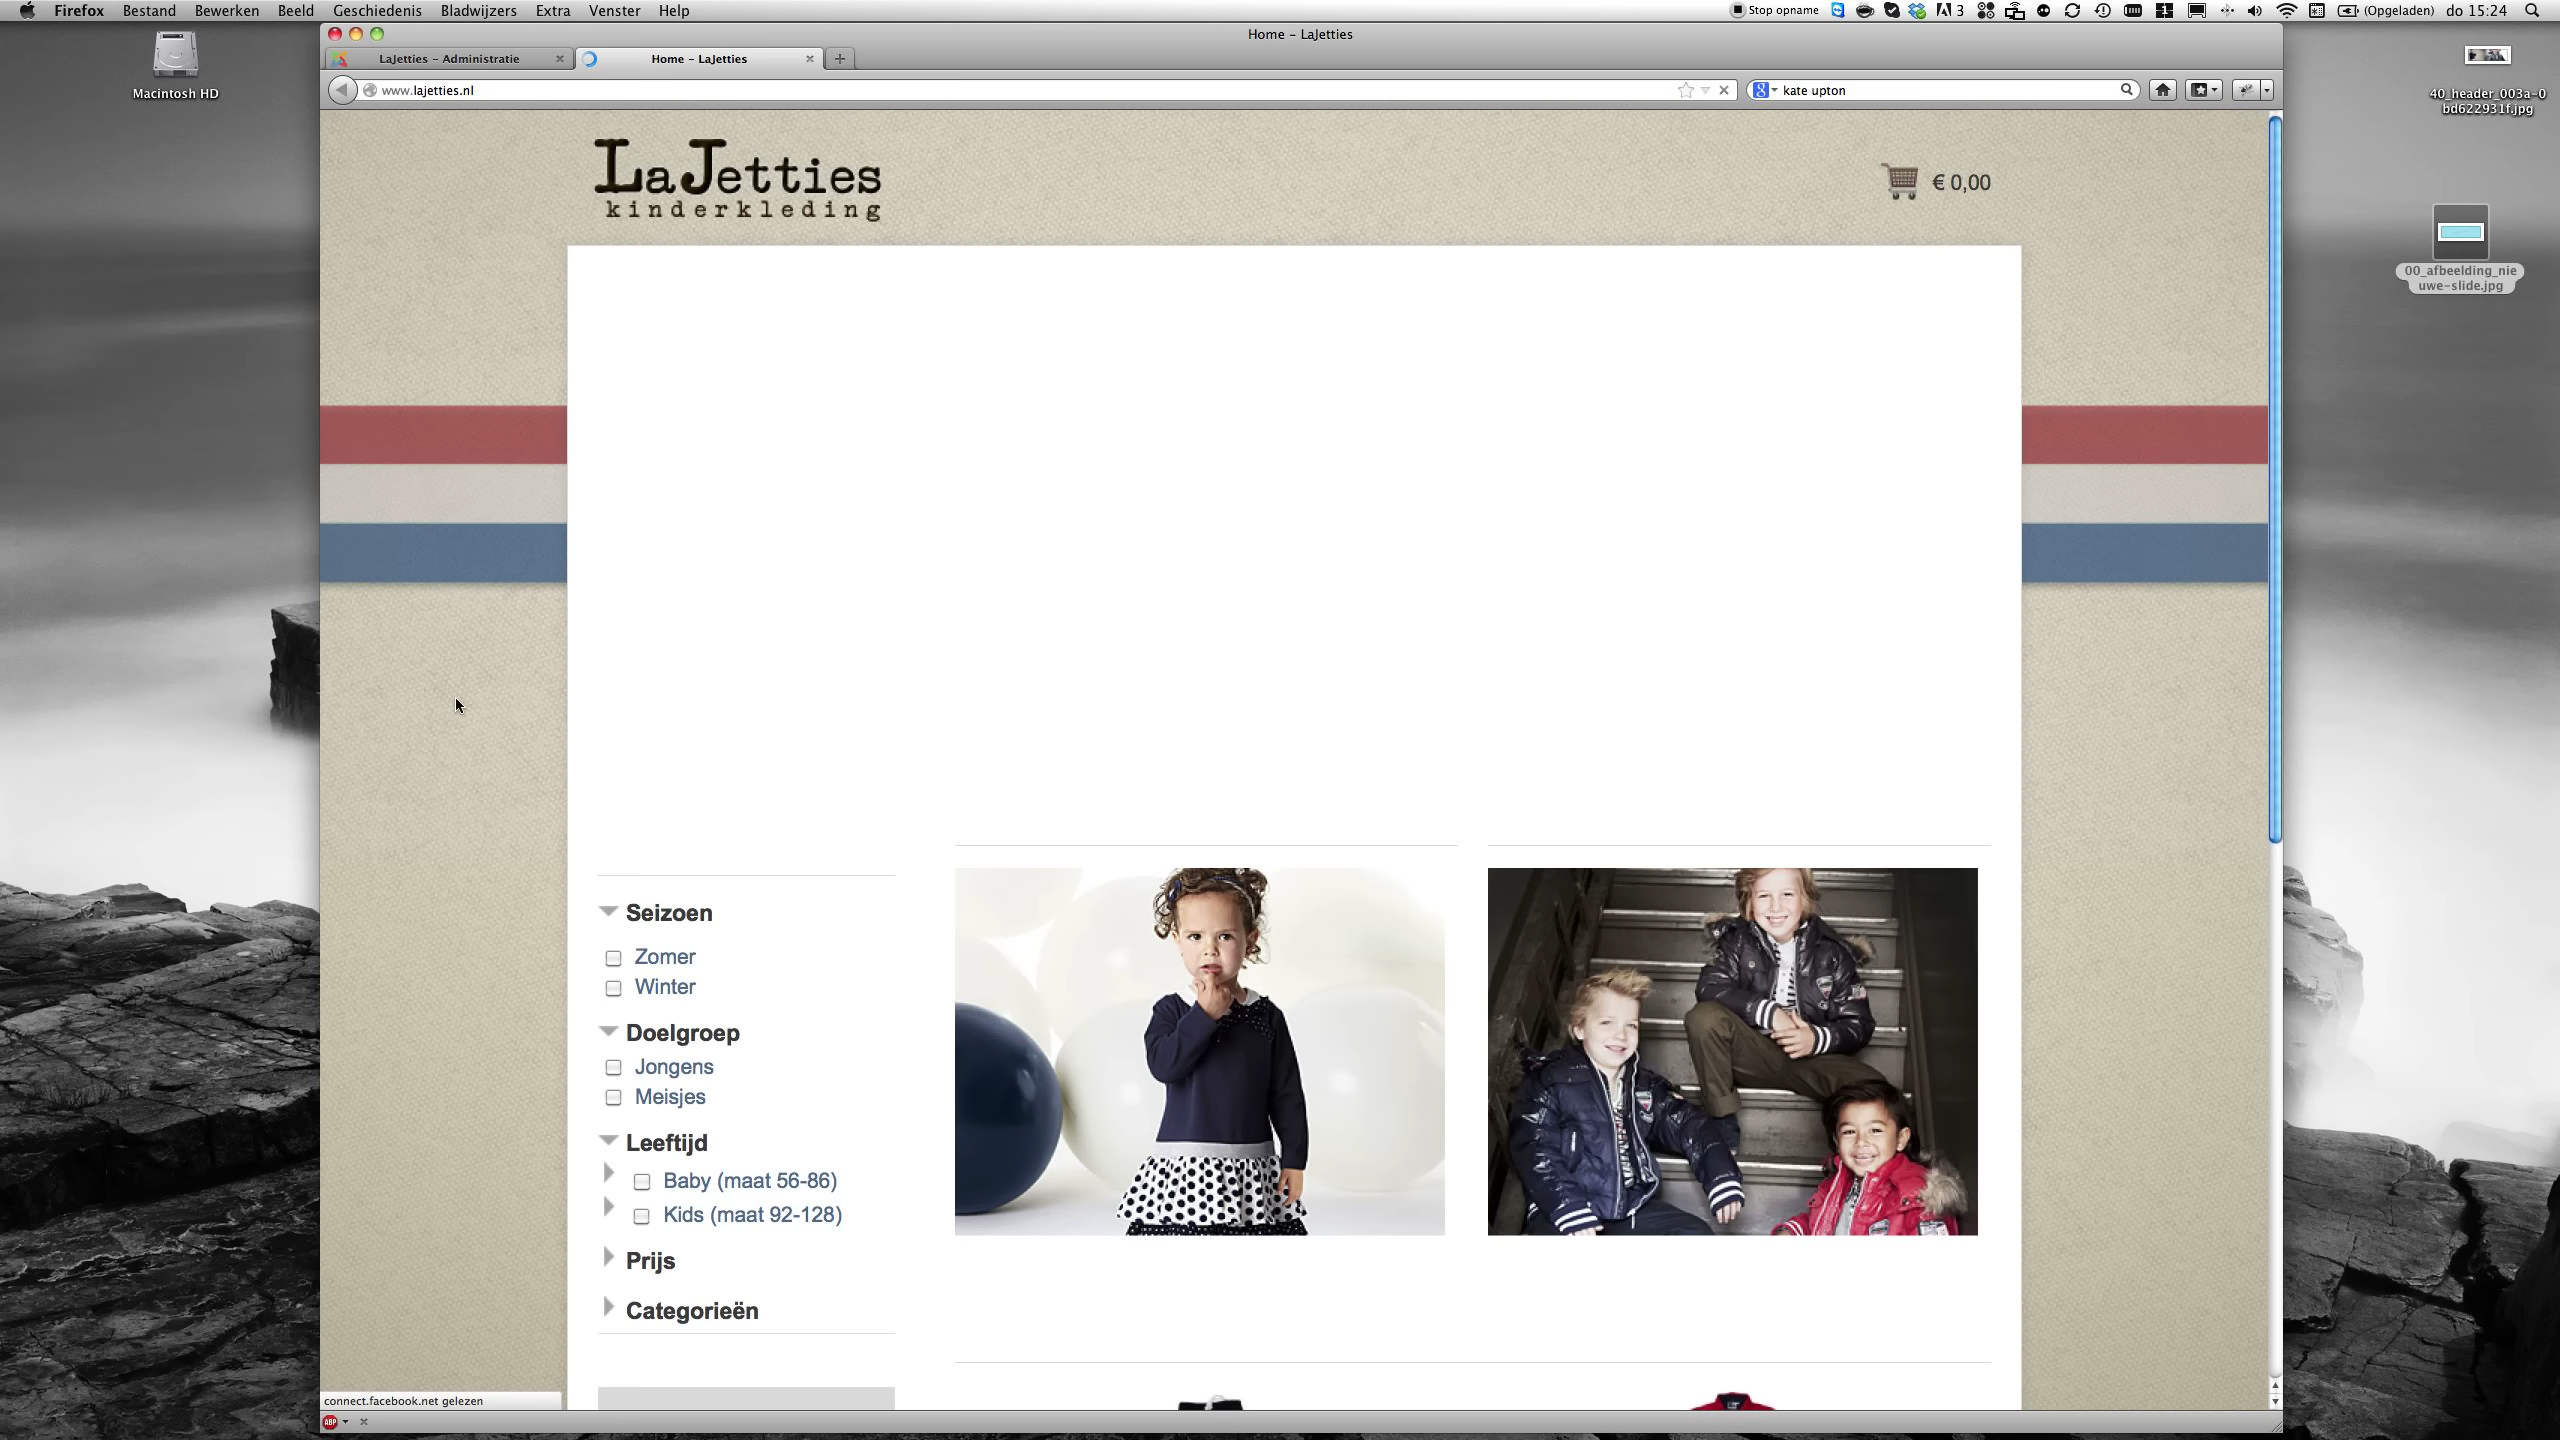 Firefox Bestand Bewerken Beeld Geschiedenis Bladwijzers Extra Venster Help Stop opname 3 (Opgeladen) do 15:24
Home – LaJetties
LaJetties – Administratie Home – LaJetties
www.lajetties.nl kate upton
Macintosh HD
40_header_003a-0
bd622931f.jpg
00_afbeelding_nie
uwe-slide.jpg
LaJetties
kinderkleding
€ 0,00
Seizoen
Zomer
Winter
Doelgroep
Jongens
Meisjes
Leeftijd
Baby (maat 56-86)
Kids (maat 92-128)
Prijs
Categorieën
connect.facebook.net gelezen
ABP